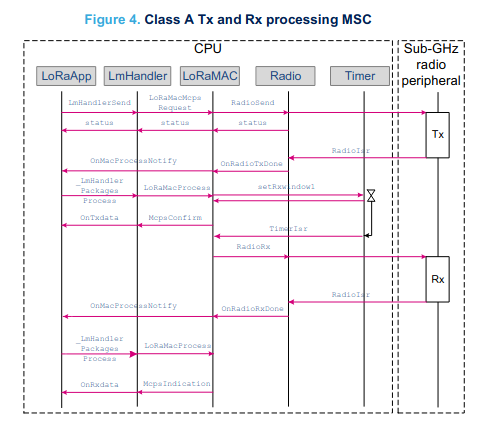 Figure 4. Class A Tx and Rx processing MSC
CPU
Sub-GHz
radio
peripheral
LoRaApp
LmHandler
LoRaMAC
Radio
Timer
LmHandlerSend
LoRaMacMcps
Request
RadioSend
status
status
status
Tx
RadioIsr
OnMacProcessNotify
OnRadioTxDone
_LmHandler
Packages
Process
LoRaMacProcess
setRxwindow1
OnTxdata
McpsConfirm
TimerIsr
RadioRx
Rx
RadioIsr
OnMacProcessNotify
OnRadioRxDone
_LmHandler
Packages
Process
LoRaMacProcess
OnRxdata
McpsIndication